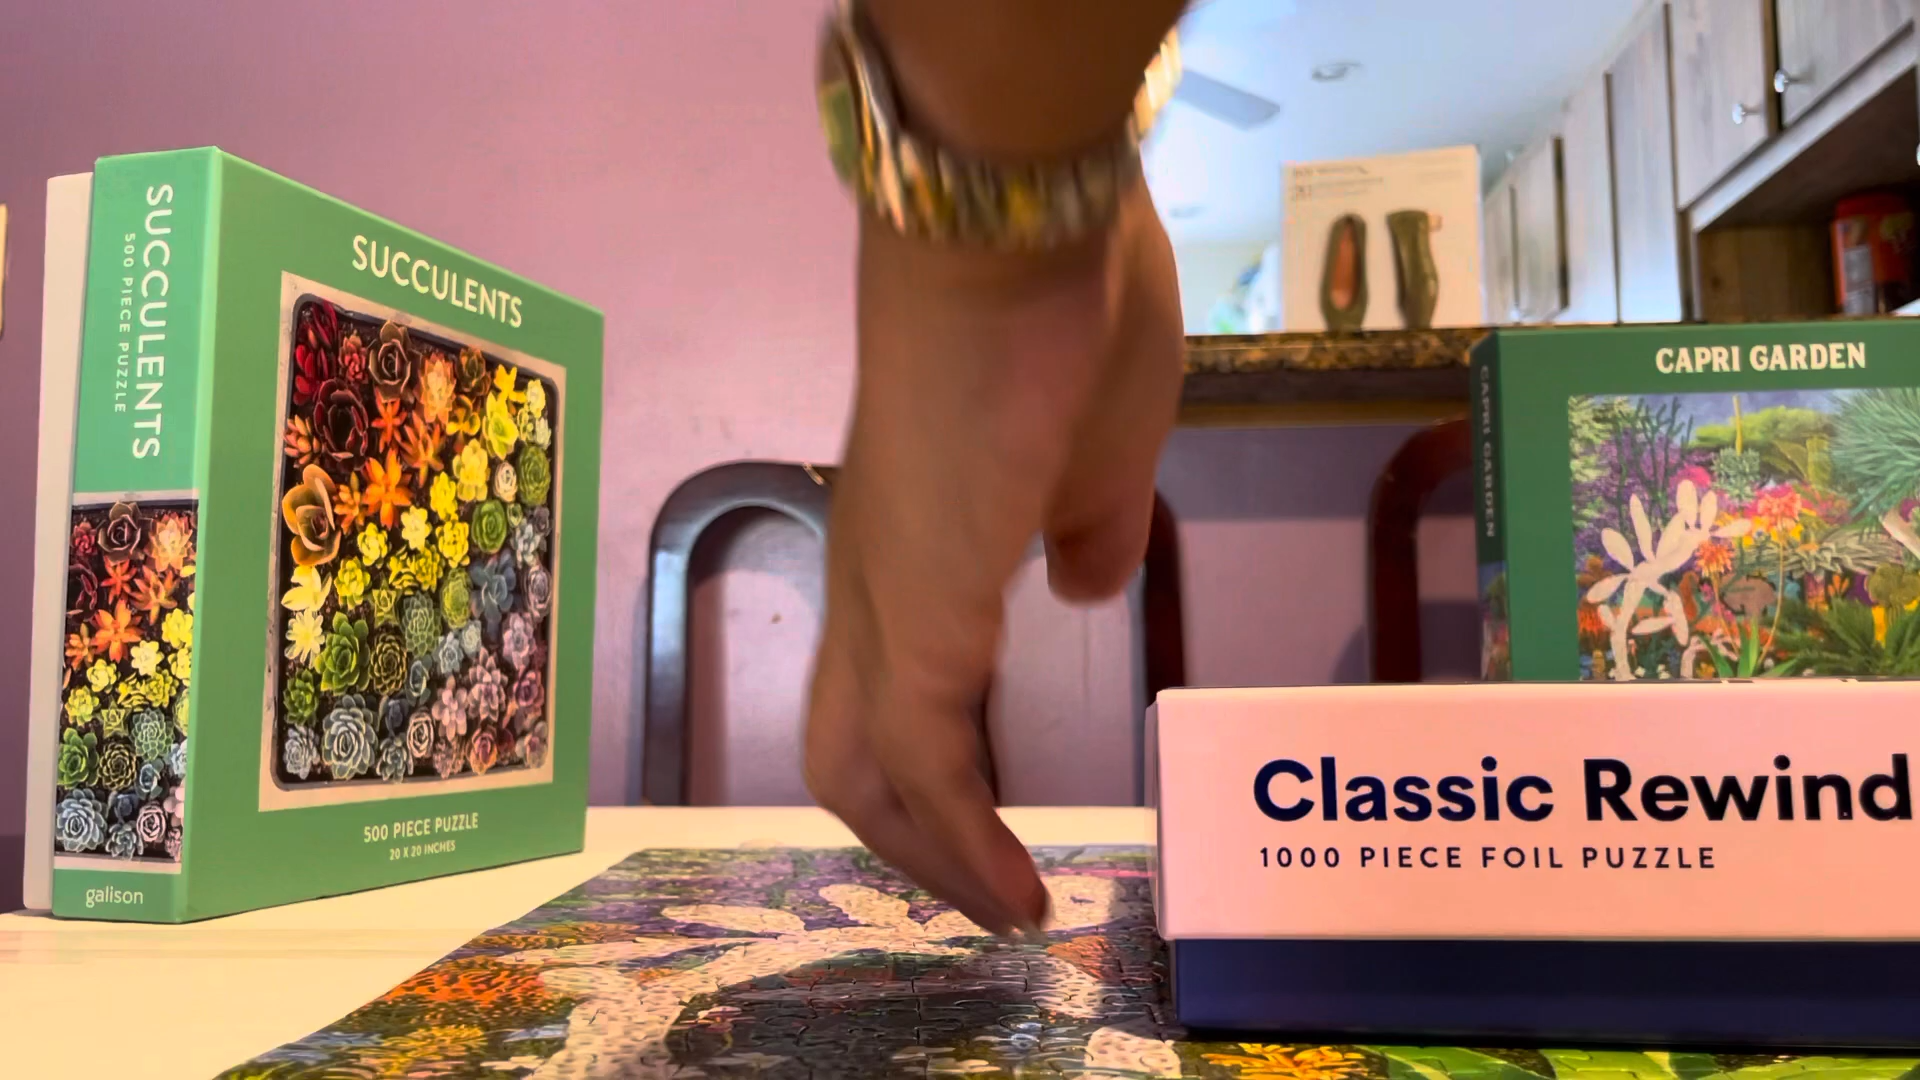 SUCCULENTS
500 PIECE PUZZLE
galison
SUCCULENTS
500 PIECE PUZZLE
20 X 20 INCHES
CAPRI GARDEN
CAPRI GARDEN
Classic Rewind
1000 PIECE FOIL PUZZLE